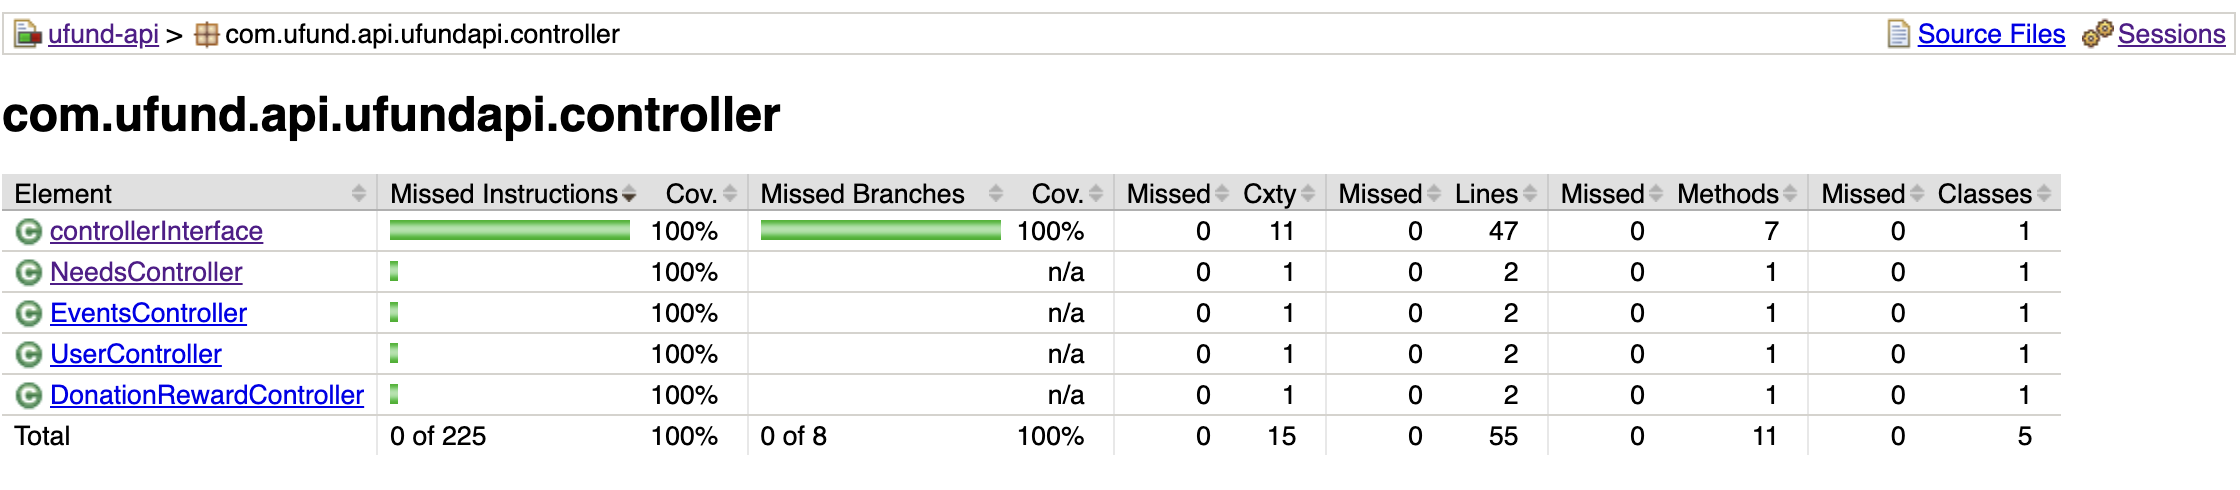 ufund-api > com.ufund.api.ufundapi.controller Source Files Sessions
com.ufund.api.ufundapi.controller
Element Missed Instructions Cov. Missed Branches Cov. Missed Cxty Missed Lines Missed Methods Missed Classes
C controllerInterface 100% 100% 0 11 0 47 0 7 0 1
C NeedsController 100% n/a 0 1 0 2 0 1 0 1
C EventsController 100% n/a 0 1 0 2 0 1 0 1
C UserController 100% n/a 0 1 0 2 0 1 0 1
C DonationRewardController 100% n/a 0 1 0 2 0 1 0 1
Total 0 of 225 100% 0 of 8 100% 0 15 0 55 0 11 0 5